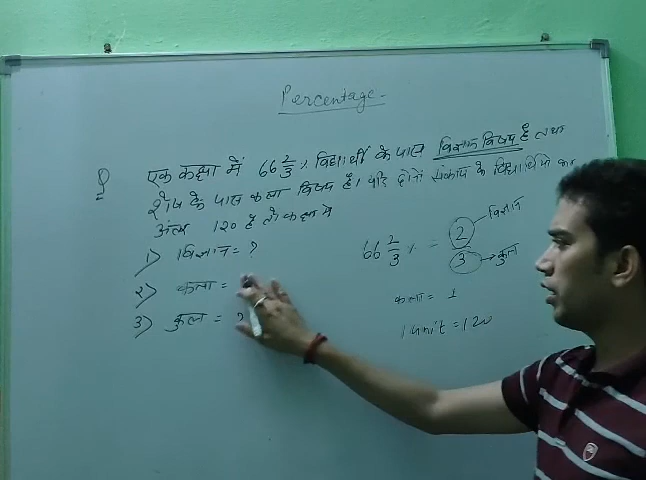 Percentage -
Q एक कक्षा में 66 2/3 % विद्यार्थी के पास विज्ञान विषय है तथा
शेष के पास कला विषय है। यदि दोनों संकाय के विद्यार्थियों का
अंतर 120 है तो कक्षा में
1) विज्ञान = ?
2) कला =
3) कुल = ?
66 2/3 % = 2/3
विज्ञान
कुल
कला = 1
1 unit = 120